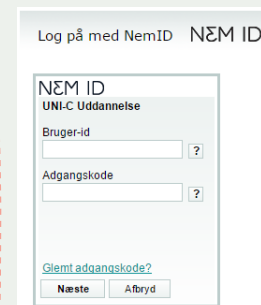 Log på med NemID NEM ID
NEM ID
UNI-C Uddannelse
Bruger-id
?
Adgangskode
?
Glemt adgangskode?
Næste Afbryd